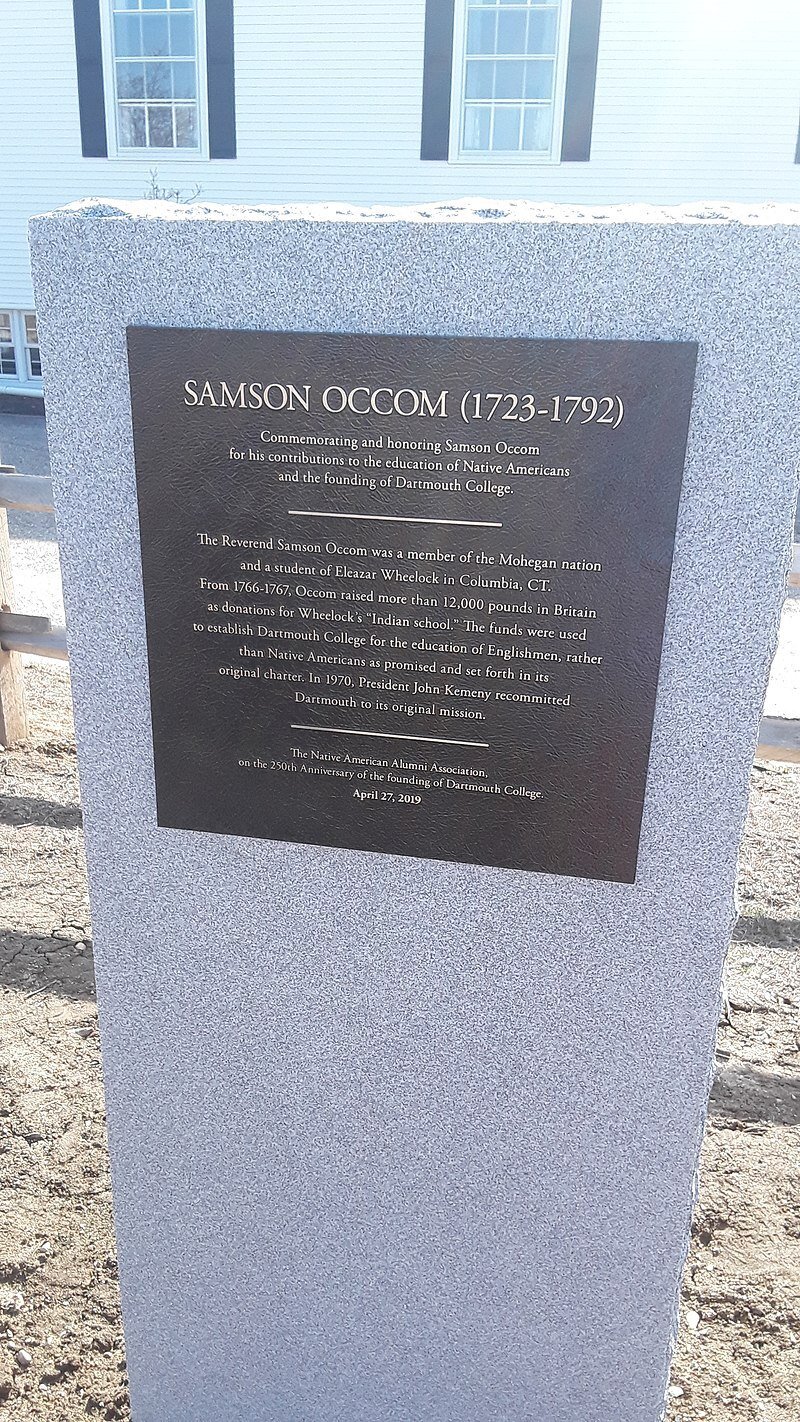 SAMSON OCCOM (1723-1792)
Commemorating and honoring Samson Occom
for his contributions to the education of Native Americans
and the founding of Dartmouth College.
The Reverend Samson Occom was a member of the Mohegan nation
and a student of Eleazar Wheelock in Columbia, CT.
From 1766-1767, Occom raised more than 12,000 pounds in Britain
as donations for Wheelock's "Indian school." The funds were used
to establish Dartmouth College for the education of Englishmen, rather
than Native Americans as promised and set forth in its
original charter. In 1970, President John Kemeny recommitted
Dartmouth to its original mission.
The Native American Alumni Association,
on the 250th Anniversary of the founding of Dartmouth College.
April 27, 2019